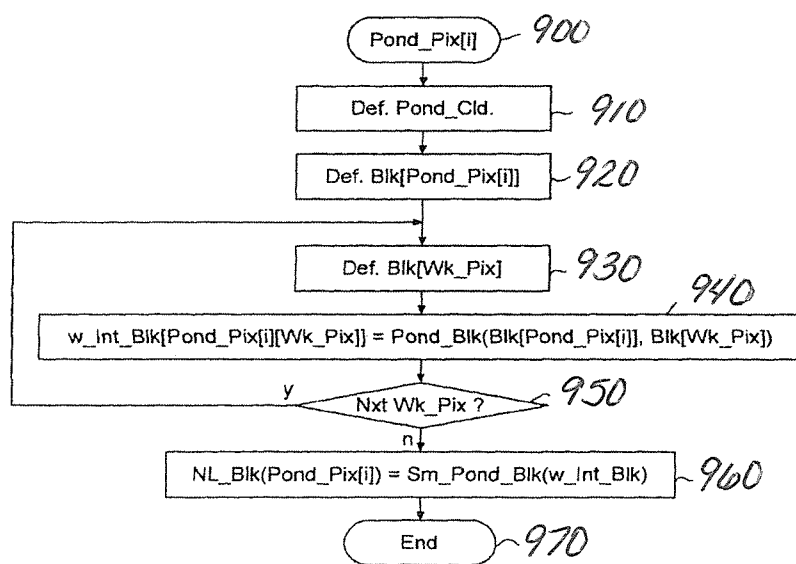 Pond_Pix[i] 900
Def. Pond_Cld. 910
Def. Blk[Pond_Pix[i]] 920
Def. Blk[Wk_Pix] 930
940
w_Int_Blk[Pond_Pix[i][Wk_Pix]] = Pond_Blk(Blk[Pond_Pix[i]], Blk[Wk_Pix])
y Nxt Wk_Pix ? 950
n
NL_Blk(Pond_Pix[i]) = Sm_Pond_Blk(w_Int_Blk) 960
End 970